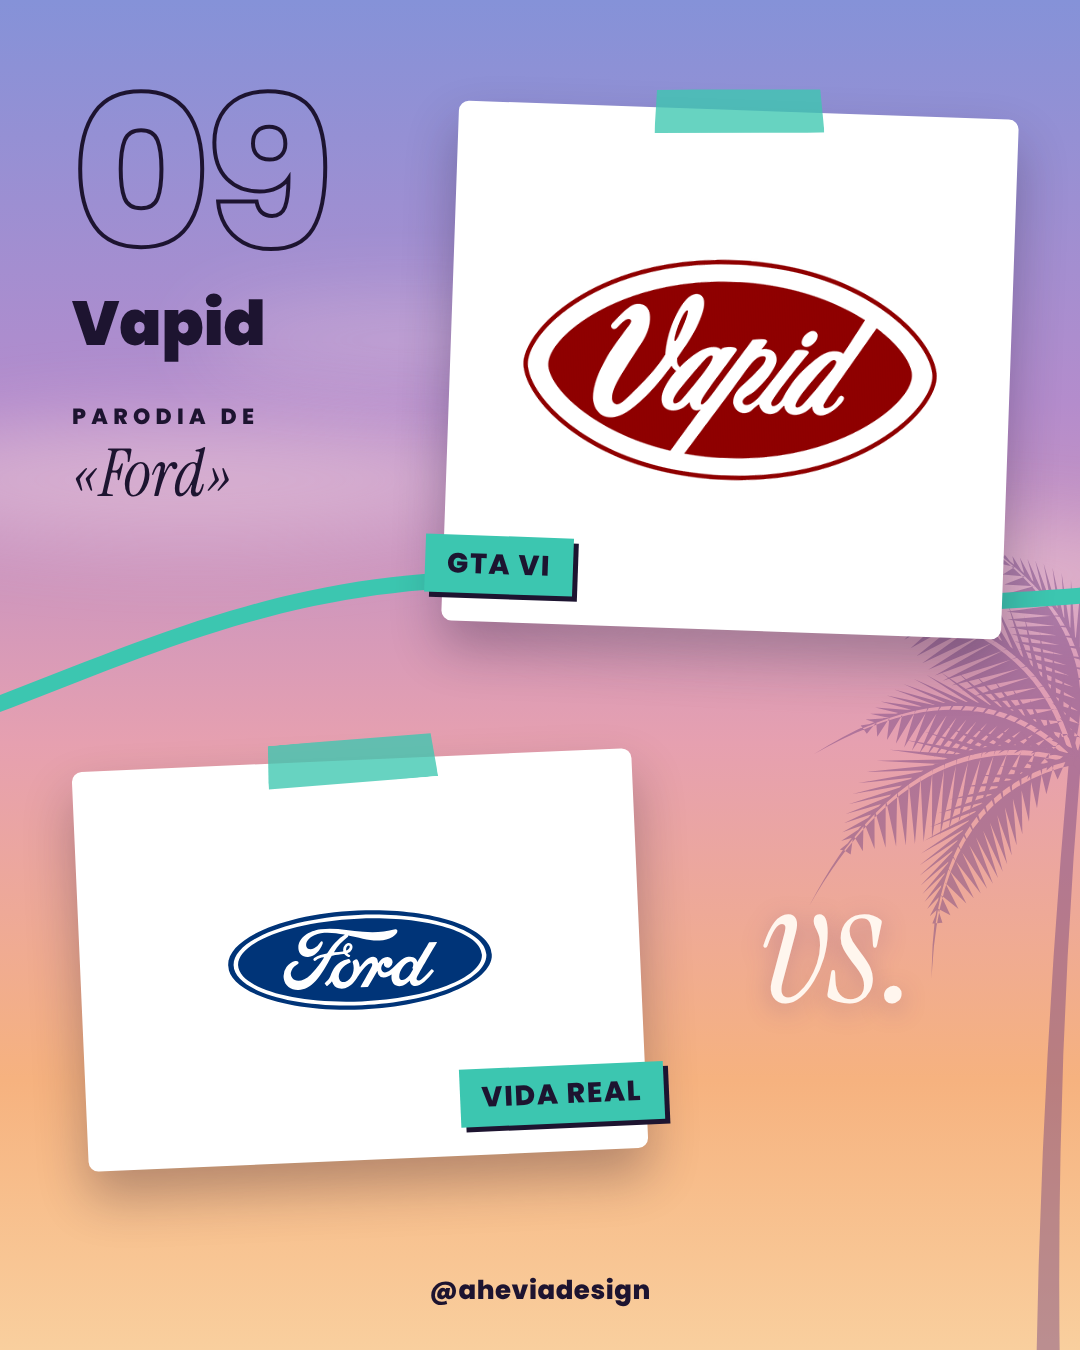 09
Vapid
PARODIA DE
«Ford»
Vapid
GTA VI
Ford
VS.
VIDA REAL
@aheviadesign